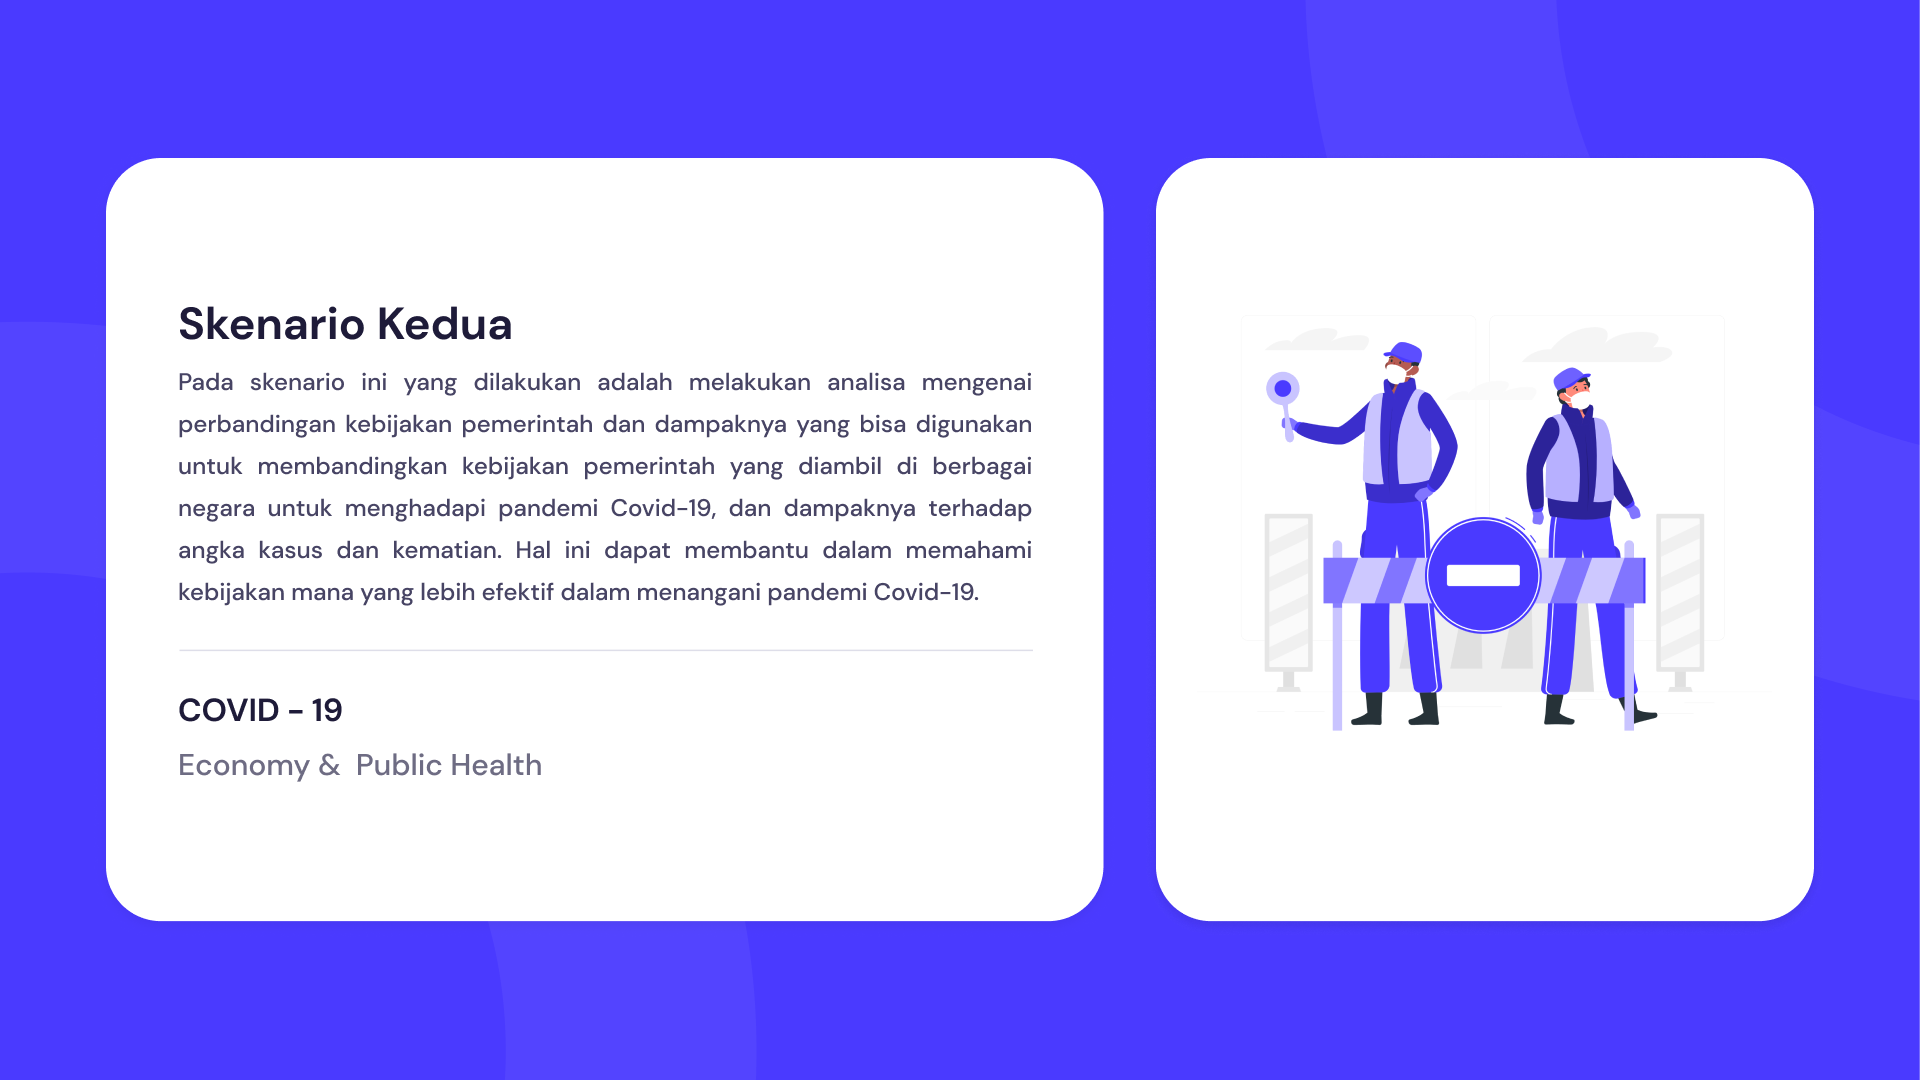 Skenario Kedua
Pada skenario ini yang dilakukan adalah melakukan analisa mengenai
perbandingan kebijakan pemerintah dan dampaknya yang bisa digunakan
untuk membandingkan kebijakan pemerintah yang diambil di berbagai
negara untuk menghadapi pandemi Covid-19, dan dampaknya terhadap
angka kasus dan kematian. Hal ini dapat membantu dalam memahami
kebijakan mana yang lebih efektif dalam menangani pandemi Covid-19.
COVID - 19
Economy &  Public Health